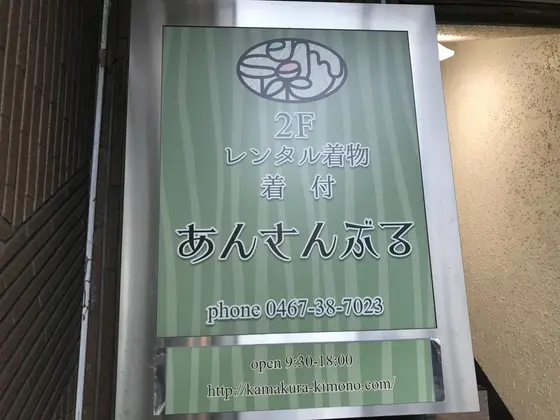 2F
レンタル着物
着 付
あんさんぶる
phone 0467-38-7023
open 9:30-18:00
http://kamakura-kimono.com/